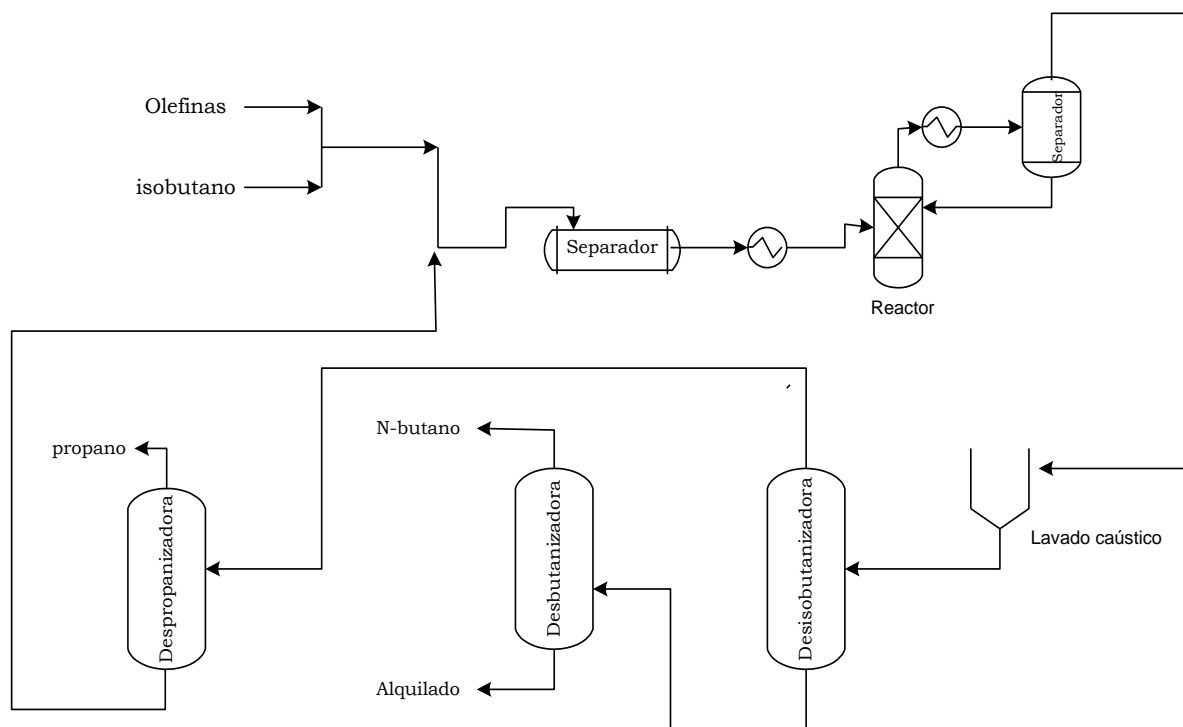 Olefinas
isobutano
Separador
Separador
Reactor
propano
N-butano
Despropanizadora
Desbutanizadora
Desisobutanizadora
Lavado caústico
Alquilado